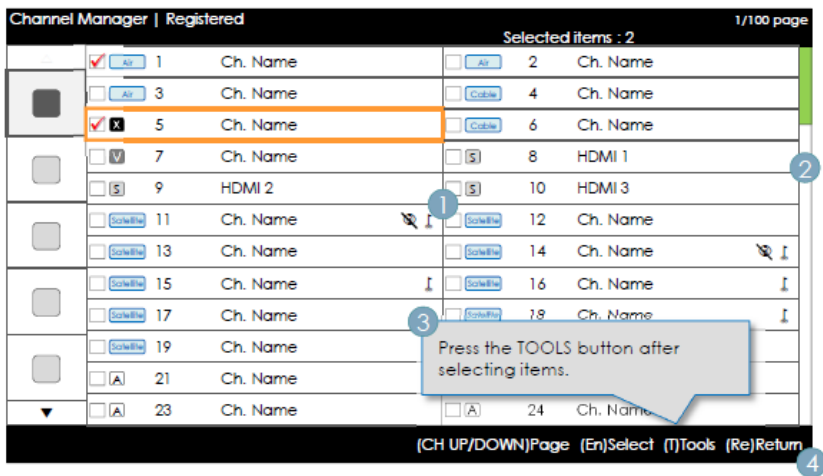 Channel Manager | Registered 1/100 page
Selected items : 2
Air 1 Ch. Name Air 2 Ch. Name
Air 3 Ch. Name Cable 4 Ch. Name
X 5 Ch. Name Cable 6 Ch. Name
V 7 Ch. Name S 8 HDMI 1
2
S 9 HDMI 2 S 10 HDMI 3
1
Satellite 11 Ch. Name Satellite 12 Ch. Name
Satellite 13 Ch. Name Satellite 14 Ch. Name
Satellite 15 Ch. Name Satellite 16 Ch. Name
Satellite 17 Ch. Name Satellite 18 Ch. Name
3
Satellite 19 Ch. Name
Press the TOOLS button after
selecting items.
A 21 Ch. Name
A 23 Ch. Name A 24 Ch. Name
(CH UP/DOWN)Page (En)Select (T)Tools (Re)Return
4